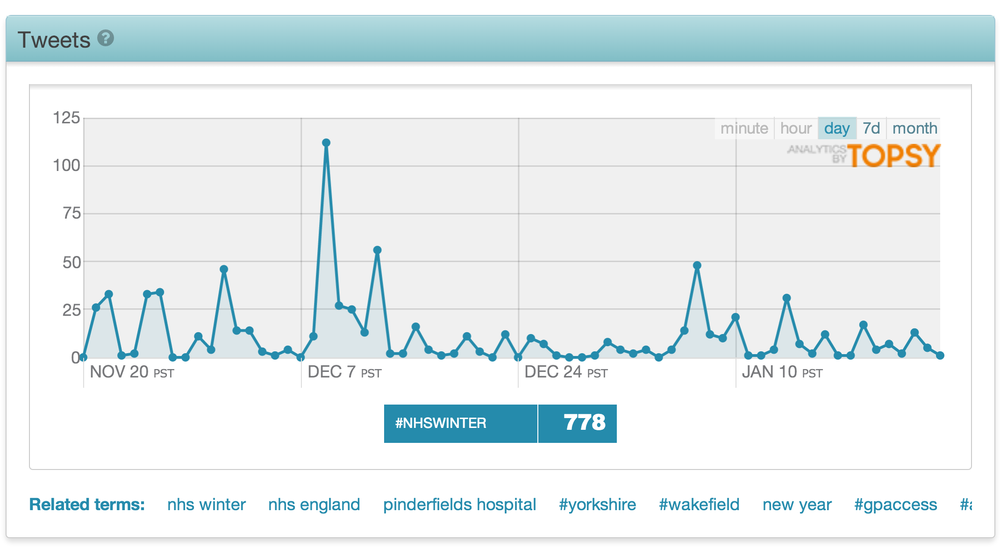 Tweets ?
125
100
75
50
25
0
minute hour day 7d month
ANALYTICS BY TOPSY
NOV 20 PST DEC 7 PST DEC 24 PST JAN 10 PST
#NHSWINTER 778
Related terms: nhs winter nhs england pinderfields hospital #yorkshire #wakefield new year #gpaccess